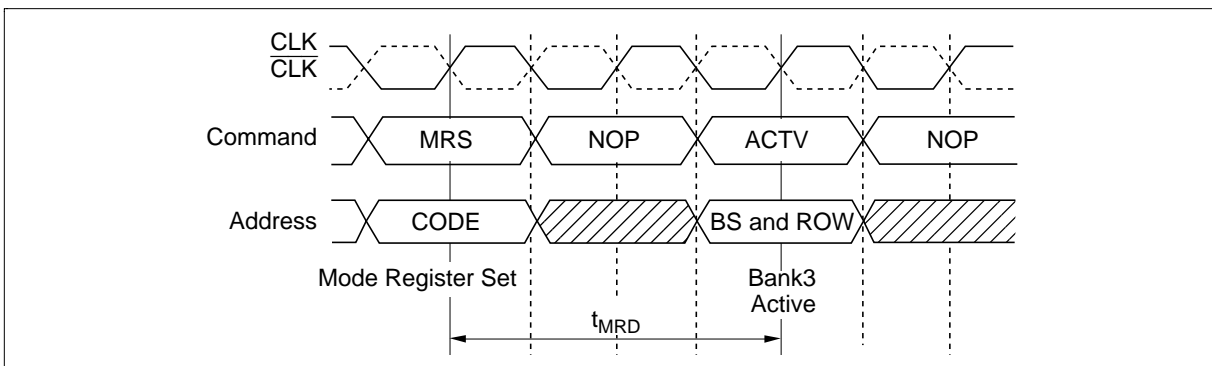 CLK
CLK
Command MRS NOP ACTV NOP
Address CODE BS and ROW
Mode Register Set Bank3
Active
tMRD